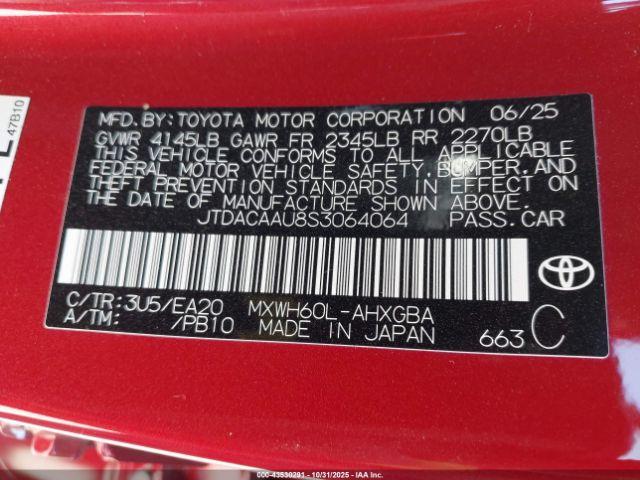 47B10
MFD.BY:TOYOTA MOTOR CORPORATION 06/25
GVWR 4145LB GAWR FR 2345LB RR 2270LB
THIS VEHICLE CONFORMS TO ALL APPLICABLE
FEDERAL MOTOR VEHICLE SAFETY,BUMPER,AND
THEFT PREVENTION STANDARDS IN EFFECT ON
THE DATE OF MANUFACTURE SHOWN ABOVE.
JTDACAAU8S3064064 PASS.CAR
C/TR:3U5/EA20 MXWH60L-AHXGBA
A/TM: /PB10 MADE IN JAPAN 663 C
TOYOTA
000-43530291 - 10/31/2025 - IAA Inc.